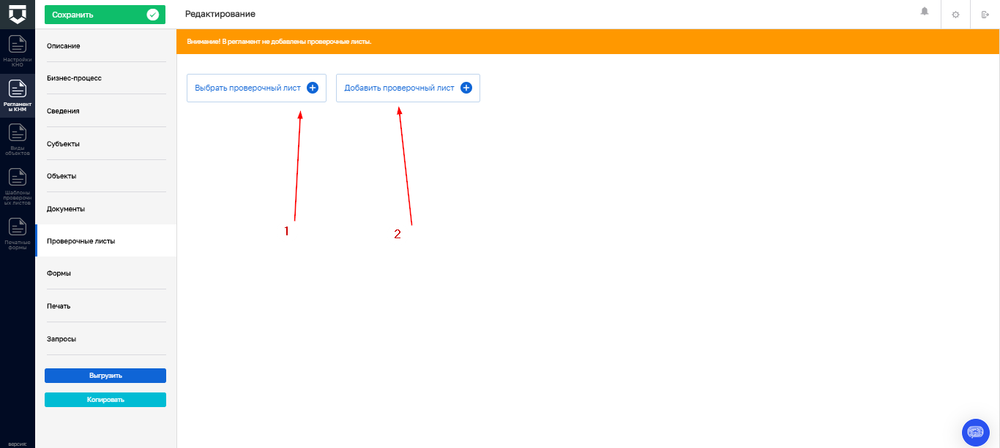 Сохранить
Редактирование
Настройки
КНО
Регламент
ы КНМ
Виды
объектов
Шаблоны
проверочн
ых листов
Печатные
формы
версия:
Описание
Бизнес-процесс
Сведения
Субъекты
Объекты
Документы
Проверочные листы
Формы
Печать
Запросы
Выгрузить
Копировать
Внимание! В регламент не добавлены проверочные листы.
Выбрать проверочный лист
Добавить проверочный лист
1
2